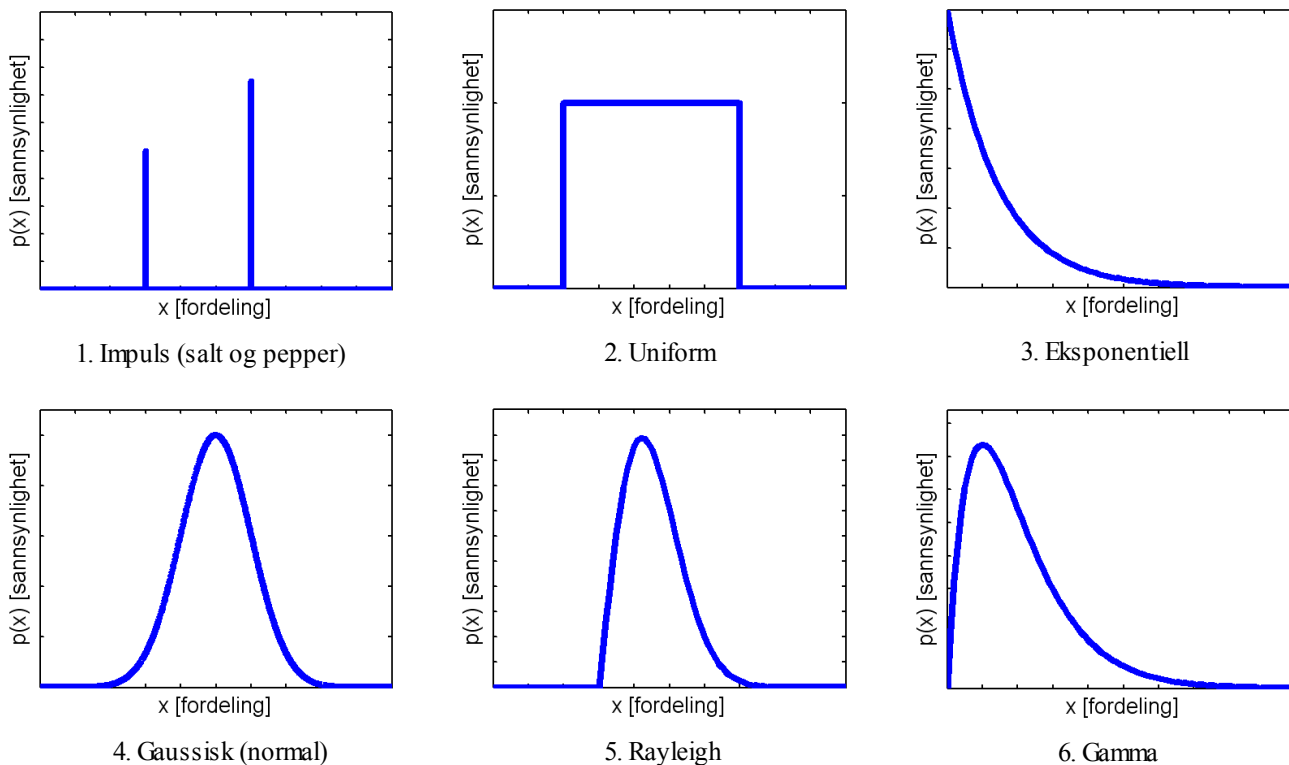 p(x) [sannsynlighet]
x [fordeling]
1. Impuls (salt og pepper)
p(x) [sannsynlighet]
x [fordeling]
2. Uniform
p(x) [sannsynlighet]
x [fordeling]
3. Eksponentiell
p(x) [sannsynlighet]
x [fordeling]
4. Gaussisk (normal)
p(x) [sannsynlighet]
x [fordeling]
5. Rayleigh
p(x) [sannsynlighet]
x [fordeling]
6. Gamma